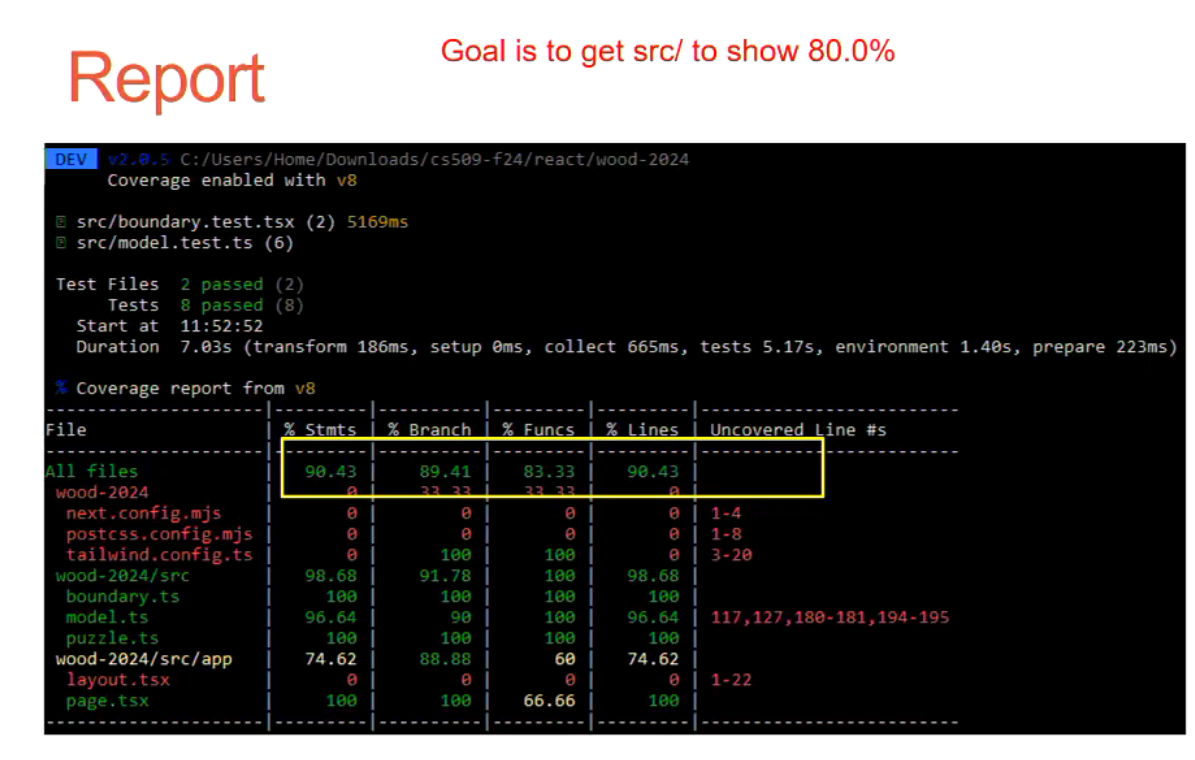 Goal is to get src/ to show 80.0%
Report
DEV v2.0.5 C:/Users/Home/Downloads/cs509-f24/react/wood-2024
Coverage enabled with v8
src/boundary.test.tsx (2) 5169ms
src/model.test.ts (6)
Test Files 2 passed (2)
Tests 8 passed (8)
Start at 11:52:52
Duration 7.03s (transform 186ms, setup 0ms, collect 665ms, tests 5.17s, environment 1.40s, prepare 223ms)
% Coverage report from v8
---------------------|---------|----------|---------|---------|-------------------------
File | % Stmts | % Branch | % Funcs | % Lines | Uncovered Line #s
---------------------|---------|----------|---------|---------|-------------------------
All files | 90.43 | 89.41 | 83.33 | 90.43 |
wood-2024 | 0 | 33.33 | 33.33 | 0 |
next.config.mjs | 0 | 0 | 0 | 0 | 1-4
postcss.config.mjs | 0 | 0 | 0 | 0 | 1-8
tailwind.config.ts | 0 | 100 | 100 | 0 | 3-20
wood-2024/src | 98.68 | 91.78 | 100 | 98.68 |
boundary.ts | 100 | 100 | 100 | 100 |
model.ts | 96.64 | 90 | 100 | 96.64 | 117,127,180-181,194-195
puzzle.ts | 100 | 100 | 100 | 100 |
wood-2024/src/app | 74.62 | 88.88 | 60 | 74.62 |
layout.tsx | 0 | 0 | 0 | 0 | 1-22
page.tsx | 100 | 100 | 66.66 | 100 |
---------------------|---------|----------|---------|---------|-------------------------